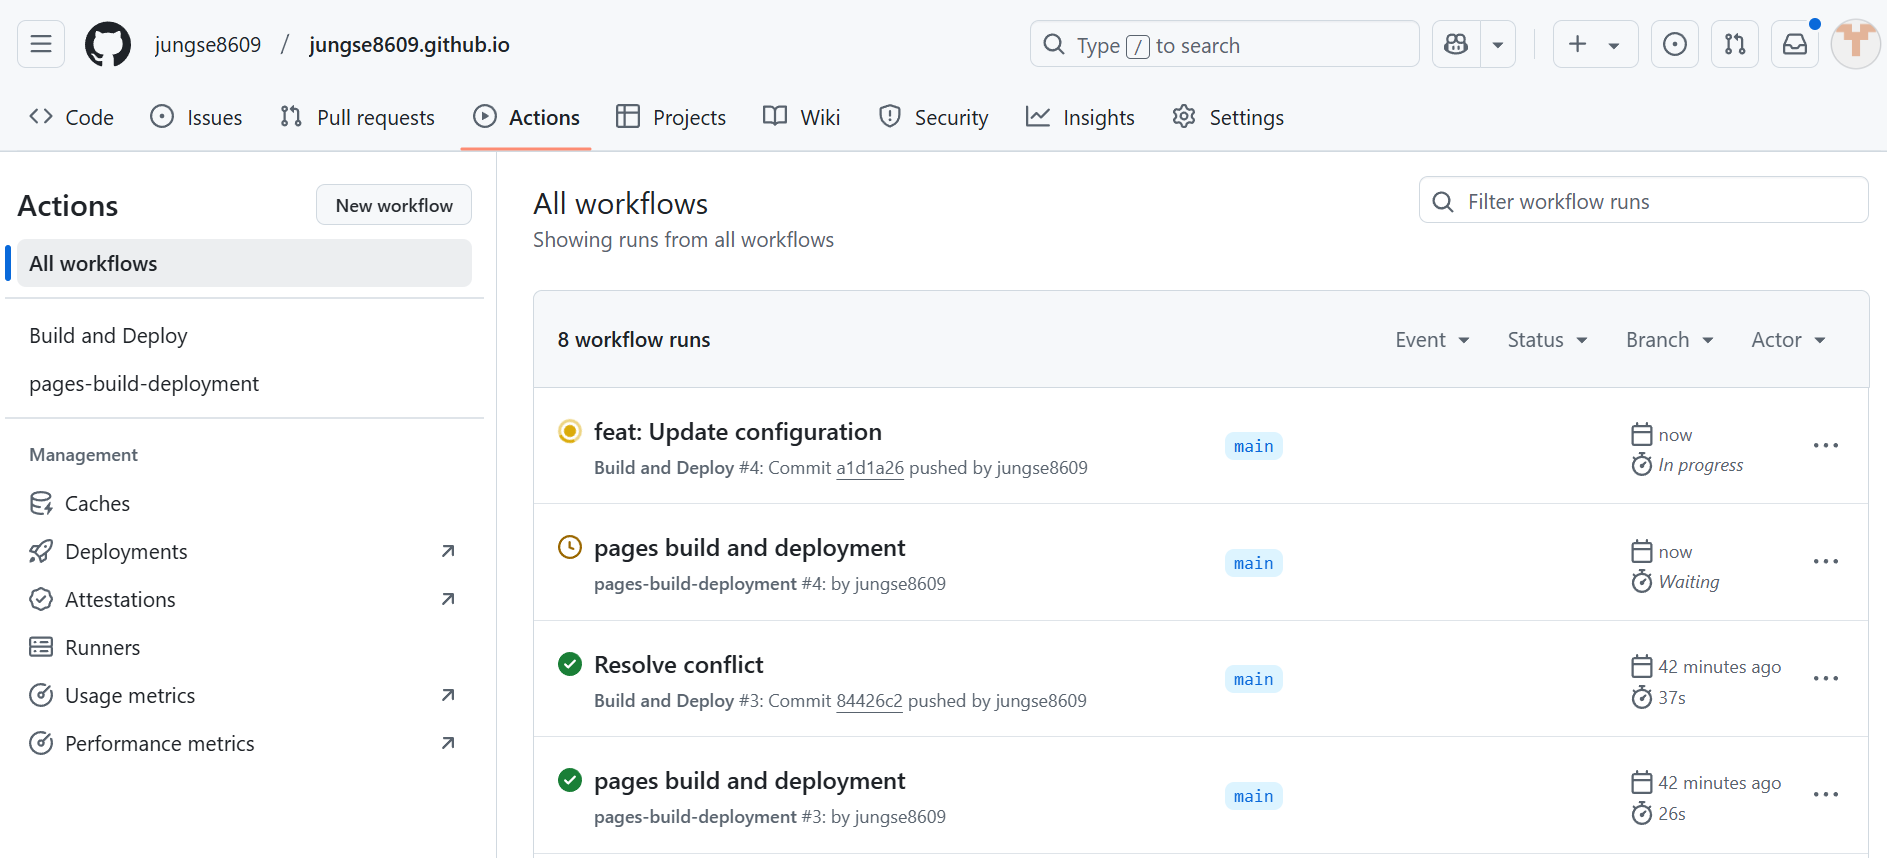 jungse8609 / jungse8609.github.io
Type / to search
Code
Issues
Pull requests
Actions
Projects
Wiki
Security
Insights
Settings
Actions
New workflow
All workflows
Build and Deploy
pages-build-deployment
Management
Caches
Deployments
Attestations
Runners
Usage metrics
Performance metrics
All workflows
Showing runs from all workflows
Filter workflow runs
8 workflow runs
Event
Status
Branch
Actor
feat: Update configuration
Build and Deploy #4: Commit a1d1a26 pushed by jungse8609
main
now
In progress
pages build and deployment
pages-build-deployment #4: by jungse8609
main
now
Waiting
Resolve conflict
Build and Deploy #3: Commit 84426c2 pushed by jungse8609
main
42 minutes ago
37s
pages build and deployment
pages-build-deployment #3: by jungse8609
main
42 minutes ago
26s